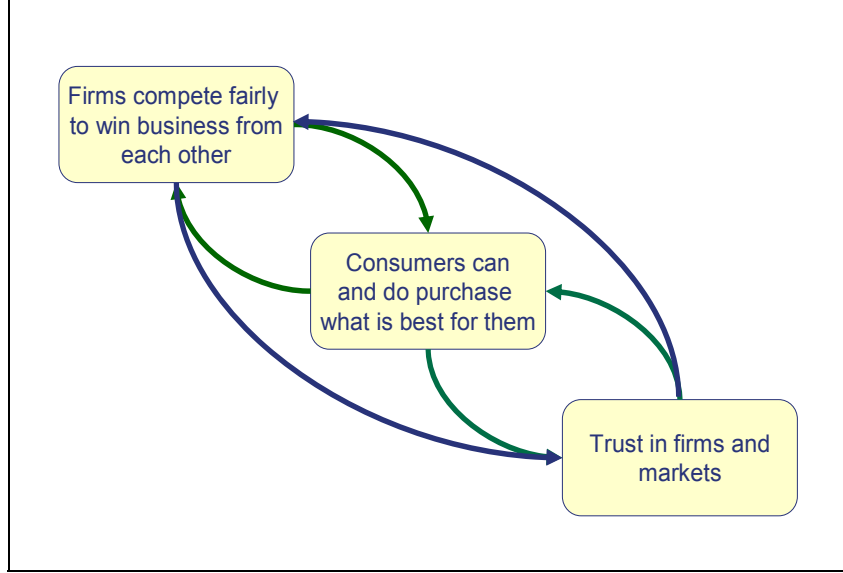 Firms compete fairly
to win business from
each other
Consumers can
and do purchase
what is best for them
Trust in firms and
markets